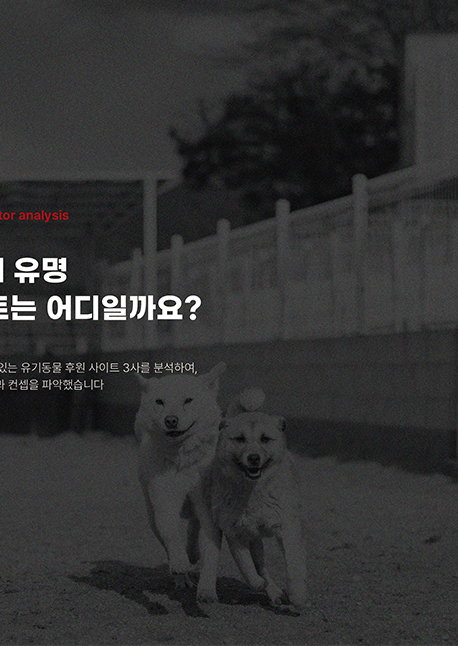 tor analysis
유명
트는 어디일까요?
있는 유기동물 후원 사이트 3사를 분석하여,
컨셉을 파악했습니다